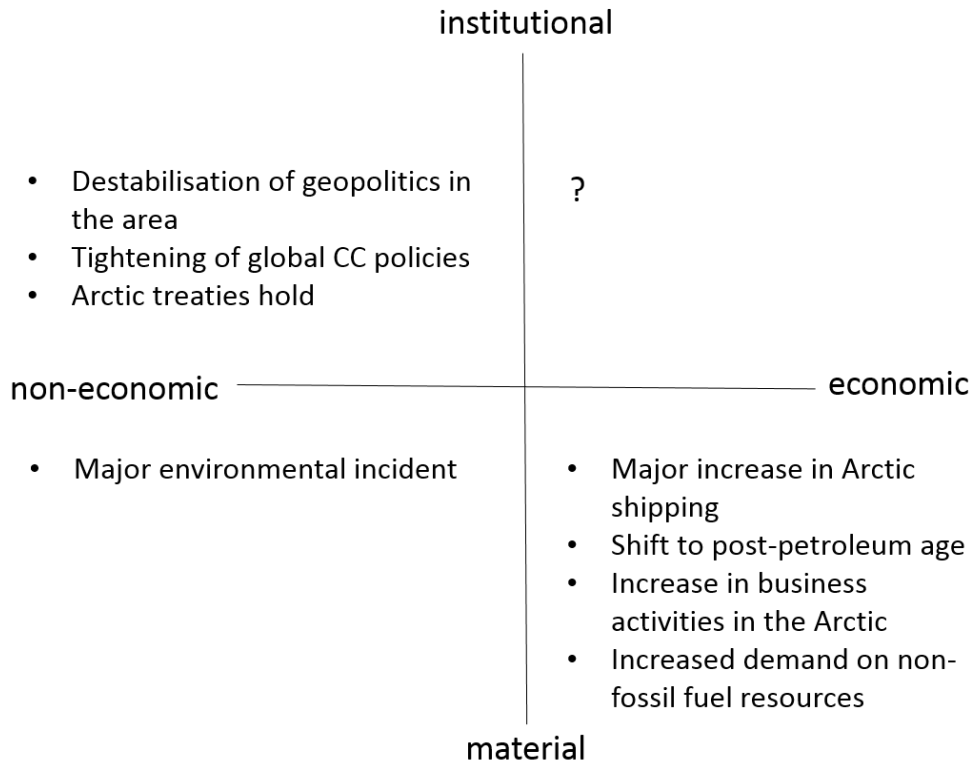 institutional
• Destabilisation of geopolitics in
the area
• Tightening of global CC policies
• Arctic treaties hold
?
non-economic
economic
• Major environmental incident
• Major increase in Arctic
shipping
• Shift to post-petroleum age
• Increase in business
activities in the Arctic
• Increased demand on non-
fossil fuel resources
material